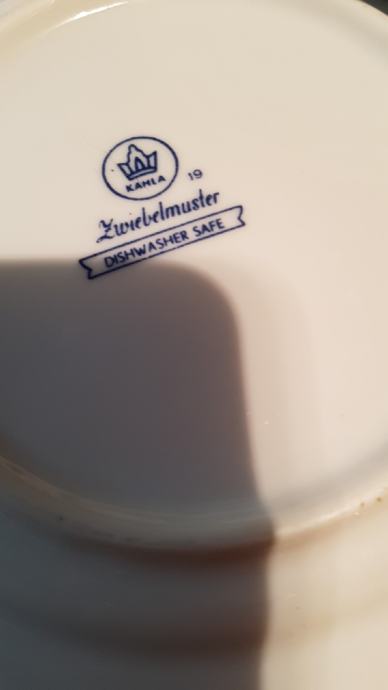 KAHLA
19
Zwiebelmuster
DISHWASHER SAFE